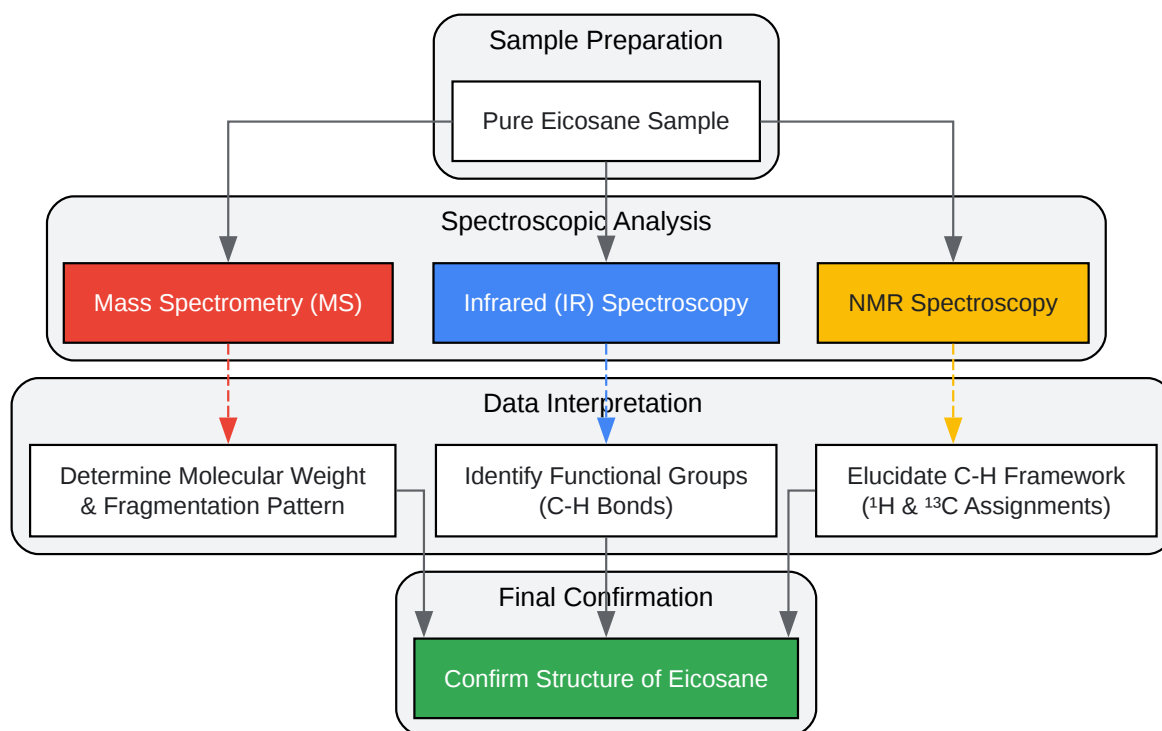 Sample Preparation
Pure Eicosane Sample
Spectroscopic Analysis
Mass Spectrometry (MS)
Infrared (IR) Spectroscopy
NMR Spectroscopy
Data Interpretation
Determine Molecular Weight
& Fragmentation Pattern
Identify Functional Groups
(C-H Bonds)
Elucidate C-H Framework
(¹H & ¹³C Assignments)
Final Confirmation
Confirm Structure of Eicosane